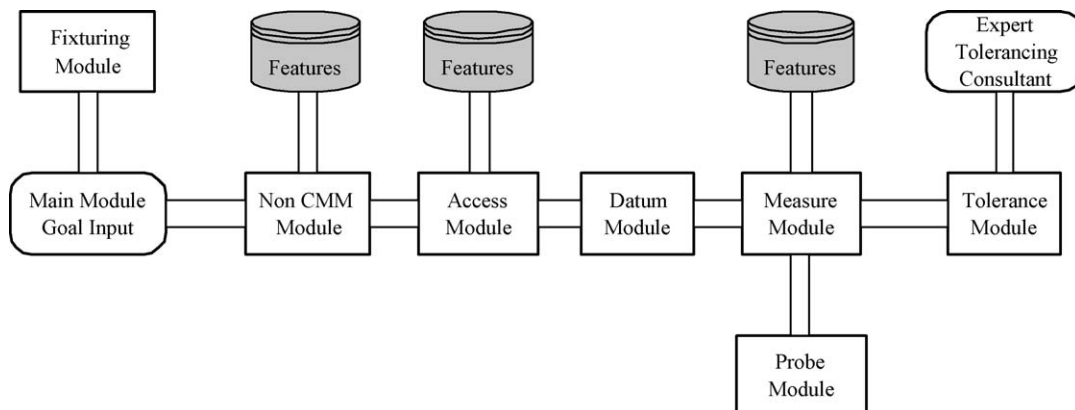 Fixturing
Module
Features
Features
Features
Expert
Tolerancing
Consultant
Main Module
Goal Input
Non CMM
Module
Access
Module
Datum
Module
Measure
Module
Tolerance
Module
Probe
Module